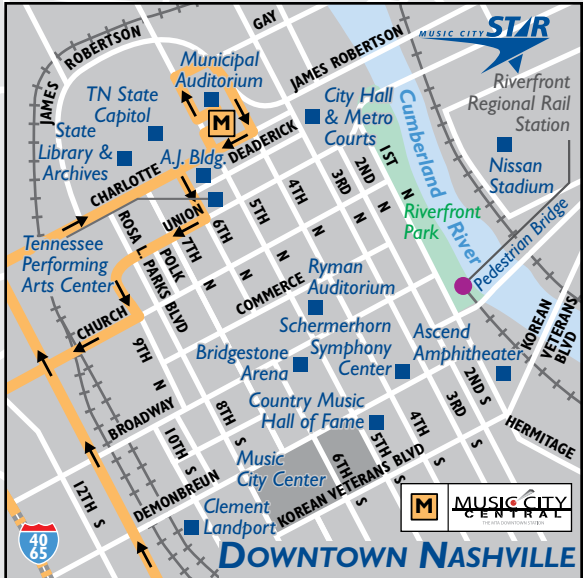 MUSIC CITY STAR
GAY
ROBERTSON
JAMES
JAMES ROBERTSON
Municipal
Auditorium
Riverfront
Regional Rail
Station
TN State
Capitol
City Hall
& Metro
Courts
Cumberland
River
M
State
Library &
Archives
DEADERICK
A.J. Bldg.
Nissan
Stadium
CHARLOTTE
1ST N
2ND N
3RD N
4TH N
5TH N
6TH N
7TH N
UNION
ROSA L
PARKS BLVD
POLK
Riverfront
Park
Tennessee
Performing
Arts Center
Pedestrian Bridge
COMMERCE
Ryman
Auditorium
CHURCH
Schermerhorn
Symphony
Center
KOREAN
VETERANS BLVD
Ascend
Amphitheater
Bridgestone
Arena
9TH N
BROADWAY
8TH S
2ND S
3RD S
4TH S
5TH S
6TH S
HERMITAGE
Country Music
Hall of Fame
10TH S
Music
City Center
12TH S
DEMONBREUN
KOREAN VETERANS BLVD
Clement
Landport
M
MUSIC CITY
CENTRAL
THE MTA DOWNTOWN STATION
40
65
DOWNTOWN NASHVILLE